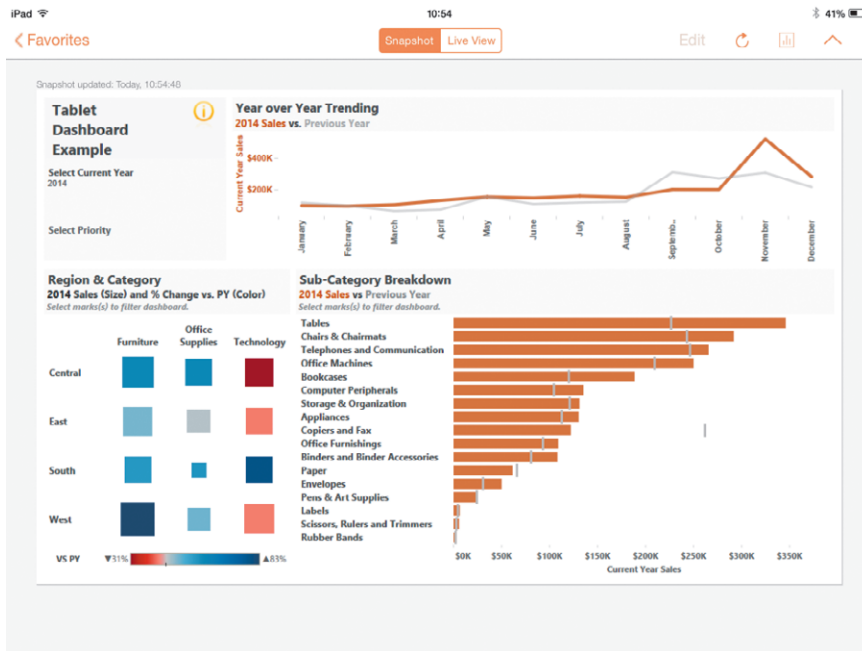 iPad
10:54
41%
Favorites
Snapshot
Live View
Edit
Snapshot updated: Today, 10:54:48
Tablet
Dashboard
Example
Select Current Year
2014
Select Priority
Year over Year Trending
2014 Sales vs. Previous Year
Current Year Sales
$400K
$200K
January
February
March
April
May
June
July
August
Septemb..
October
November
December
Region & Category
2014 Sales (Size) and % Change vs. PY (Color)
Select marks(s) to filter dashboard.
Furniture
Office
Supplies
Technology
Central
East
South
West
VS PY
▼31%
▲83%
Sub-Category Breakdown
2014 Sales vs Previous Year
Select marks(s) to filter dashboard.
Tables
Chairs & Chairmats
Telephones and Communication
Office Machines
Bookcases
Computer Peripherals
Storage & Organization
Appliances
Copiers and Fax
Office Furnishings
Binders and Binder Accessories
Paper
Envelopes
Pens & Art Supplies
Labels
Scissors, Rulers and Trimmers
Rubber Bands
$0K $50K $100K $150K $200K $250K $300K $350K
Current Year Sales